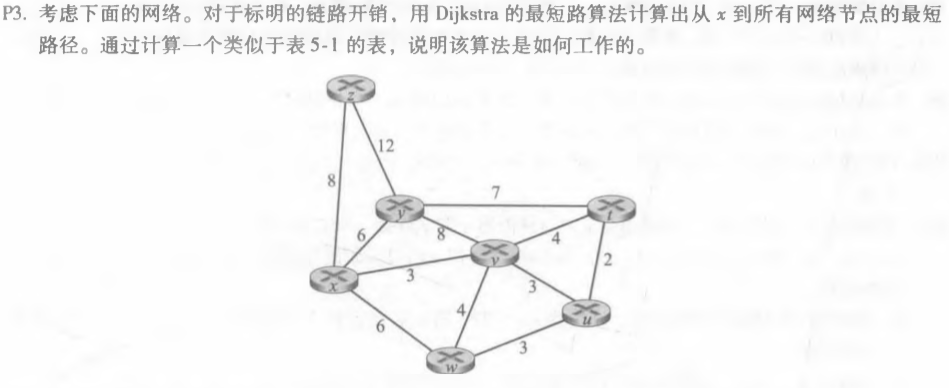 P3. 考虑下面的网络。对于标明的链路开销，用 Dijkstra 的最短路算法计算出从 x 到所有网络节点的最短
路径。通过计算一个类似于表 5-1 的表，说明该算法是如何工作的。
z
12
8
7
y
t
6
8
4
v
2
3
x
3
4
u
6
3
w